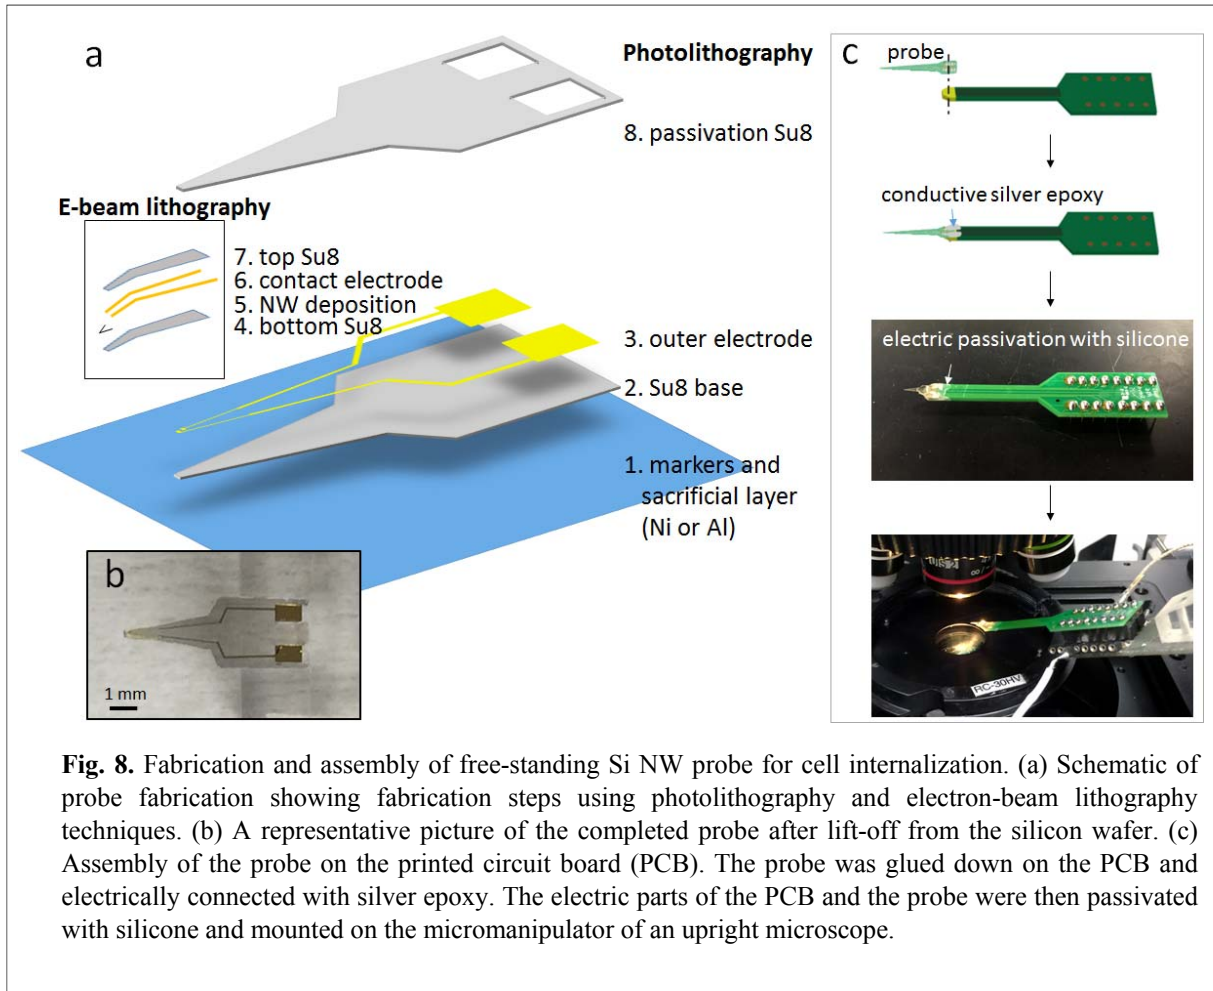 a
Photolithography
8. passivation Su8
E-beam lithography
7. top Su8
6. contact electrode
5. NW deposition
4. bottom Su8
3. outer electrode
2. Su8 base
1. markers and
sacrificial layer
(Ni or Al)
b
1 mm
c
probe
conductive silver epoxy
electric passivation with silicone
RC-30HV
Fig. 8. Fabrication and assembly of free-standing Si NW probe for cell internalization. (a) Schematic of
probe fabrication showing fabrication steps using photolithography and electron-beam lithography
techniques. (b) A representative picture of the completed probe after lift-off from the silicon wafer. (c)
Assembly of the probe on the printed circuit board (PCB). The probe was glued down on the PCB and
electrically connected with silver epoxy. The electric parts of the PCB and the probe were then passivated
with silicone and mounted on the micromanipulator of an upright microscope.